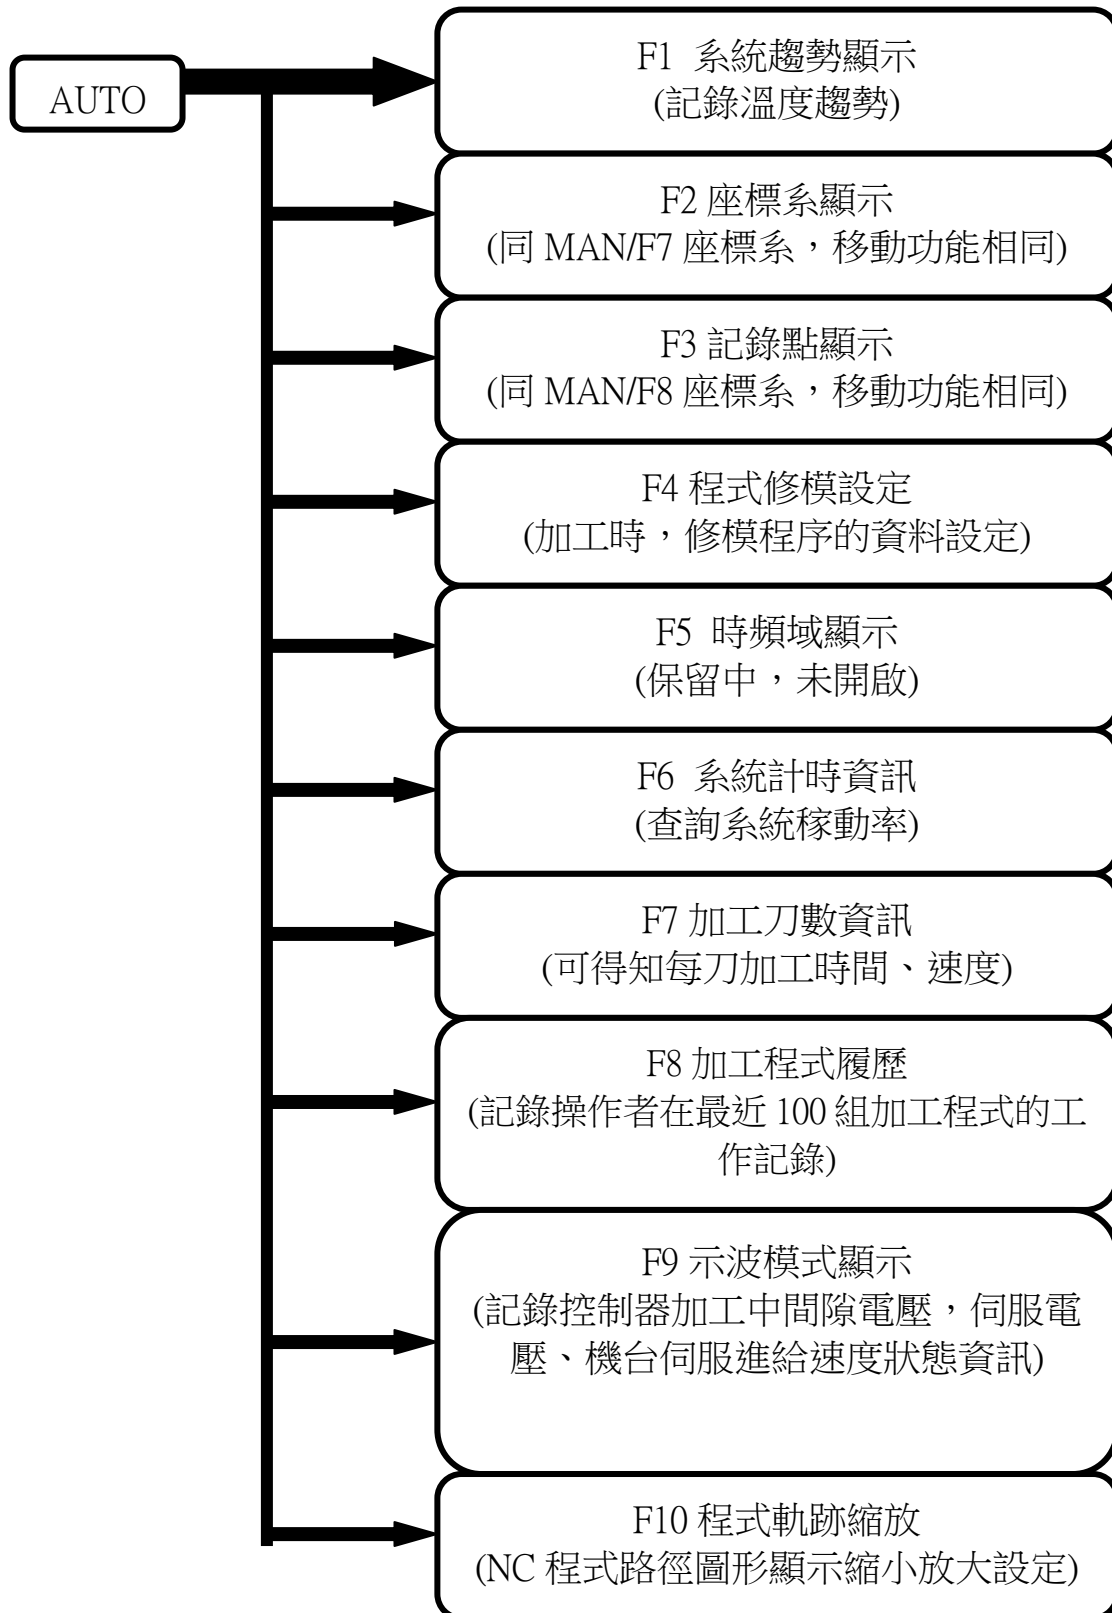 AUTO
F1 系統趨勢顯示
(記錄溫度趨勢)
F2 座標系顯示
(同 MAN/F7 座標系，移動功能相同)
F3 記錄點顯示
(同 MAN/F8 座標系，移動功能相同)
F4 程式修模設定
(加工時，修模程序的資料設定)
F5 時頻域顯示
(保留中，未開啟)
F6 系統計時資訊
(查詢系統稼動率)
F7 加工刀數資訊
(可得知每刀加工時間、速度)
F8 加工程式履歷
(記錄操作者在最近 100 組加工程式的工
作記錄)
F9 示波模式顯示
(記錄控制器加工中間隙電壓，伺服電
壓、機台伺服進給速度狀態資訊)
F10 程式軌跡縮放
(NC 程式路徑圖形顯示縮小放大設定)